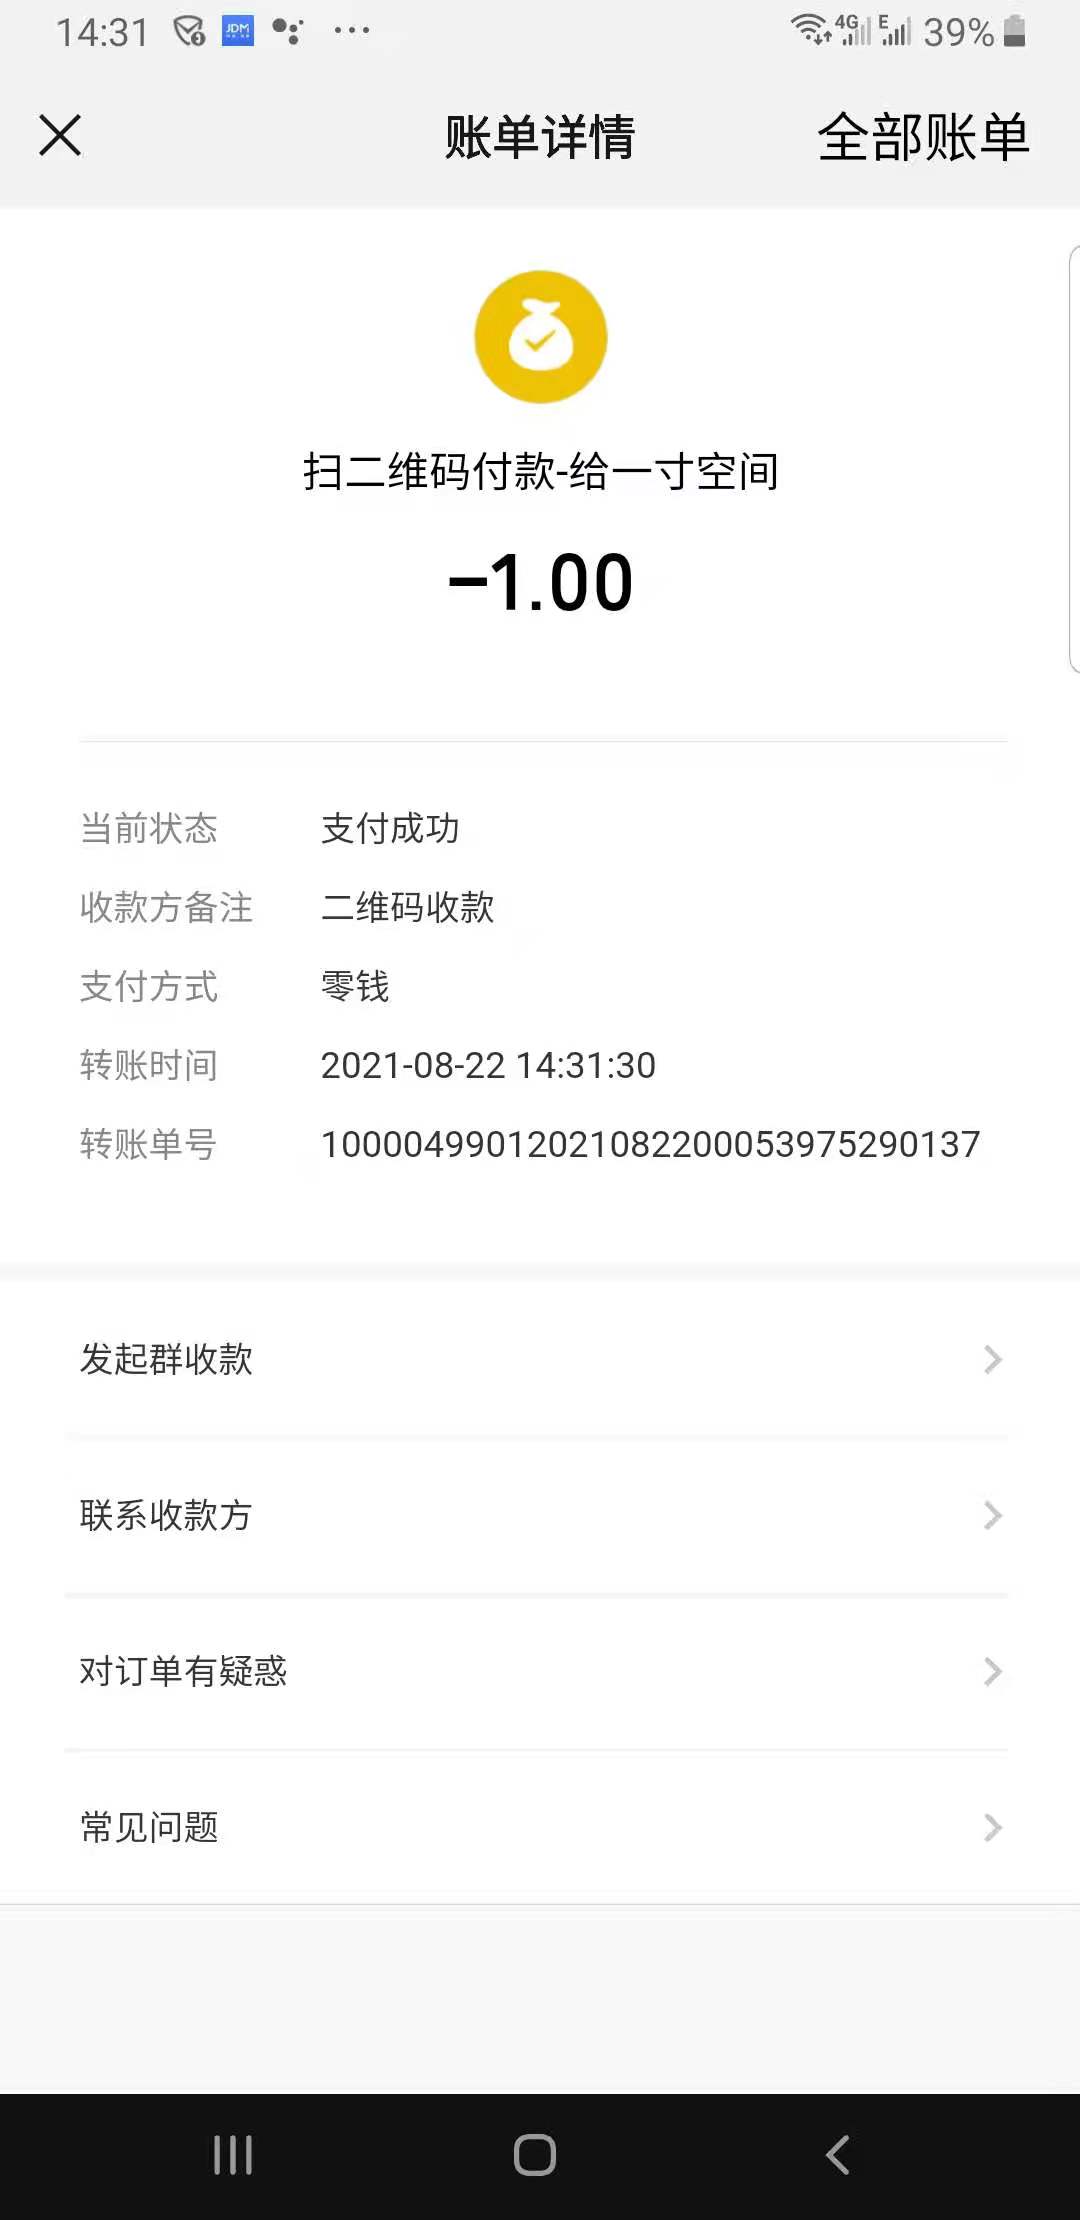 14:31 JDM 4G E 39%
账单详情 全部账单
扫二维码付款-给一寸空间
-1.00
当前状态 支付成功
收款方备注 二维码收款
支付方式 零钱
转账时间 2021-08-22 14:31:30
转账单号 1000049901202108220005397529​0137
发起群收款
联系收款方
对订单有疑惑
常见问题